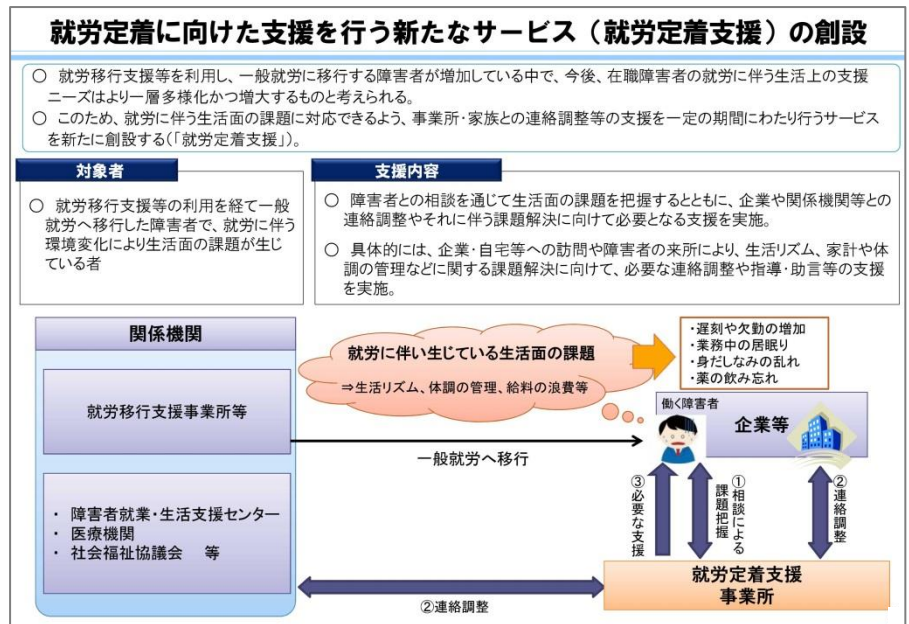 就労定着に向けた支援を行う新たなサービス（就労定着支援）の創設
○ 就労移行支援等を利用し、一般就労に移行する障害者が増加している中で、今後、在職障害者の就労に伴う生活上の支援
ニーズはより一層多様化かつ増大するものと考えられる。
○ このため、就労に伴う生活面の課題に対応できるよう、事業所・家族との連絡調整等の支援を一定の期間にわたり行うサービス
を新たに創設する（「就労定着支援」）。
対象者
○ 就労移行支援等の利用を経て一般
就労へ移行した障害者で、就労に伴う
環境変化により生活面の課題が生じ
ている者
支援内容
○ 障害者との相談を通じて生活面の課題を把握するとともに、企業や関係機関等との
連絡調整やそれに伴う課題解決に向けて必要となる支援を実施。
○ 具体的には、企業・自宅等への訪問や障害者の来所により、生活リズム、家計や体
調の管理などに関する課題解決に向けて、必要な連絡調整や指導・助言等の支援
を実施。
関係機関
就労移行支援事業所等
・ 障害者就業・生活支援センター
・ 医療機関
・ 社会福祉協議会 等
就労に伴い生じている生活面の課題
⇒生活リズム、体調の管理、給料の浪費等
・遅刻や欠勤の増加
・業務中の居眠り
・身だしなみの乱れ
・薬の飲み忘れ
働く障害者
企業等
一般就労へ移行
③必要な支援
①相談による
課題把握
②連絡調整
就労定着支援
事業所
②連絡調整